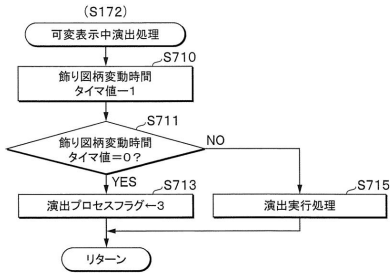 (S172)
可変表示中演出処理
S710
飾り図柄変動時間
タイマ値ー1
S711
飾り図柄変動時間
タイマ値=0?
NO
YES
S713
演出プロセスフラグ←3
S715
演出実行処理
リターン